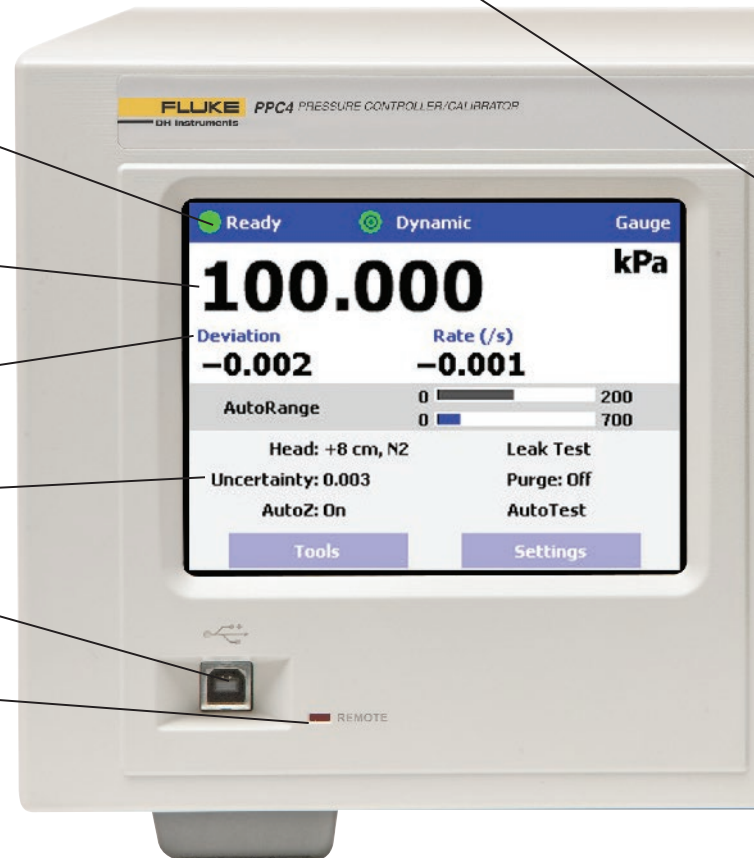 FLUKE PPC4 PRESSURE CONTROLLER/CALIBRATOR
DH Instruments
Ready Dynamic Gauge
100.000 kPa
Deviation Rate (/s)
−0.002 −0.001
AutoRange 0 200
0 700
Head: +8 cm, N2 Leak Test
Uncertainty: 0.003 Purge: Off
AutoZ: On AutoTest
Tools Settings
REMOTE